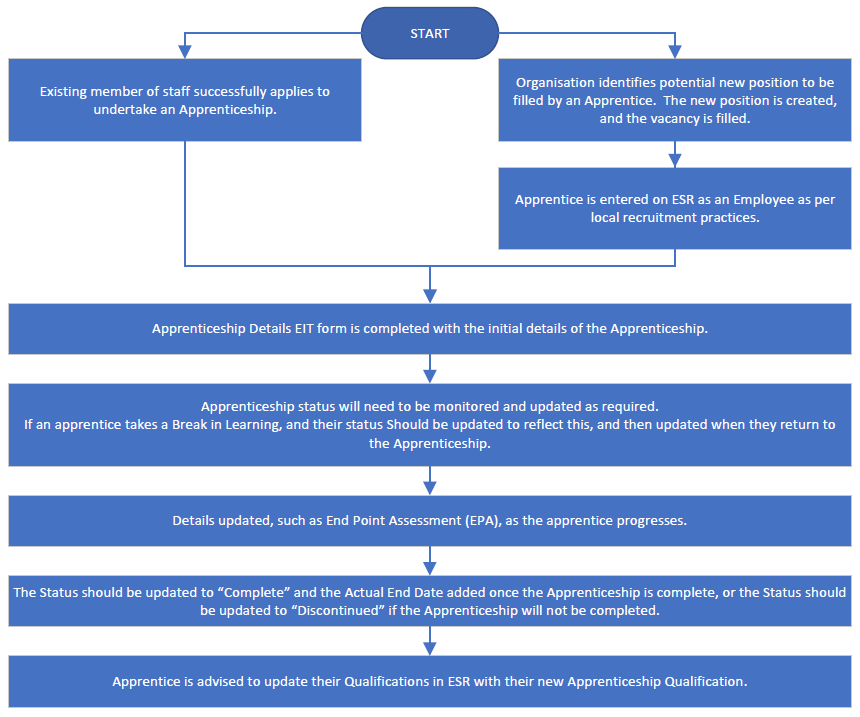 START
Existing member of staff successfully applies to
undertake an Apprenticeship.
Organisation identifies potential new position to be
filled by an Apprentice.  The new position is created,
and the vacancy is filled.
Apprentice is entered on ESR as an Employee as per
local recruitment practices.
Apprenticeship Details EIT form is completed with the initial details of the Apprenticeship.
Apprenticeship status will need to be monitored and updated as required.
If an apprentice takes a Break in Learning, and their status Should be updated to reflect this, and then updated when they return to
the Apprenticeship.
Details updated, such as End Point Assessment (EPA), as the apprentice progresses.
The Status should be updated to “Complete” and the Actual End Date added once the Apprenticeship is complete, or the Status should
be updated to “Discontinued” if the Apprenticeship will not be completed.
Apprentice is advised to update their Qualifications in ESR with their new Apprenticeship Qualification.